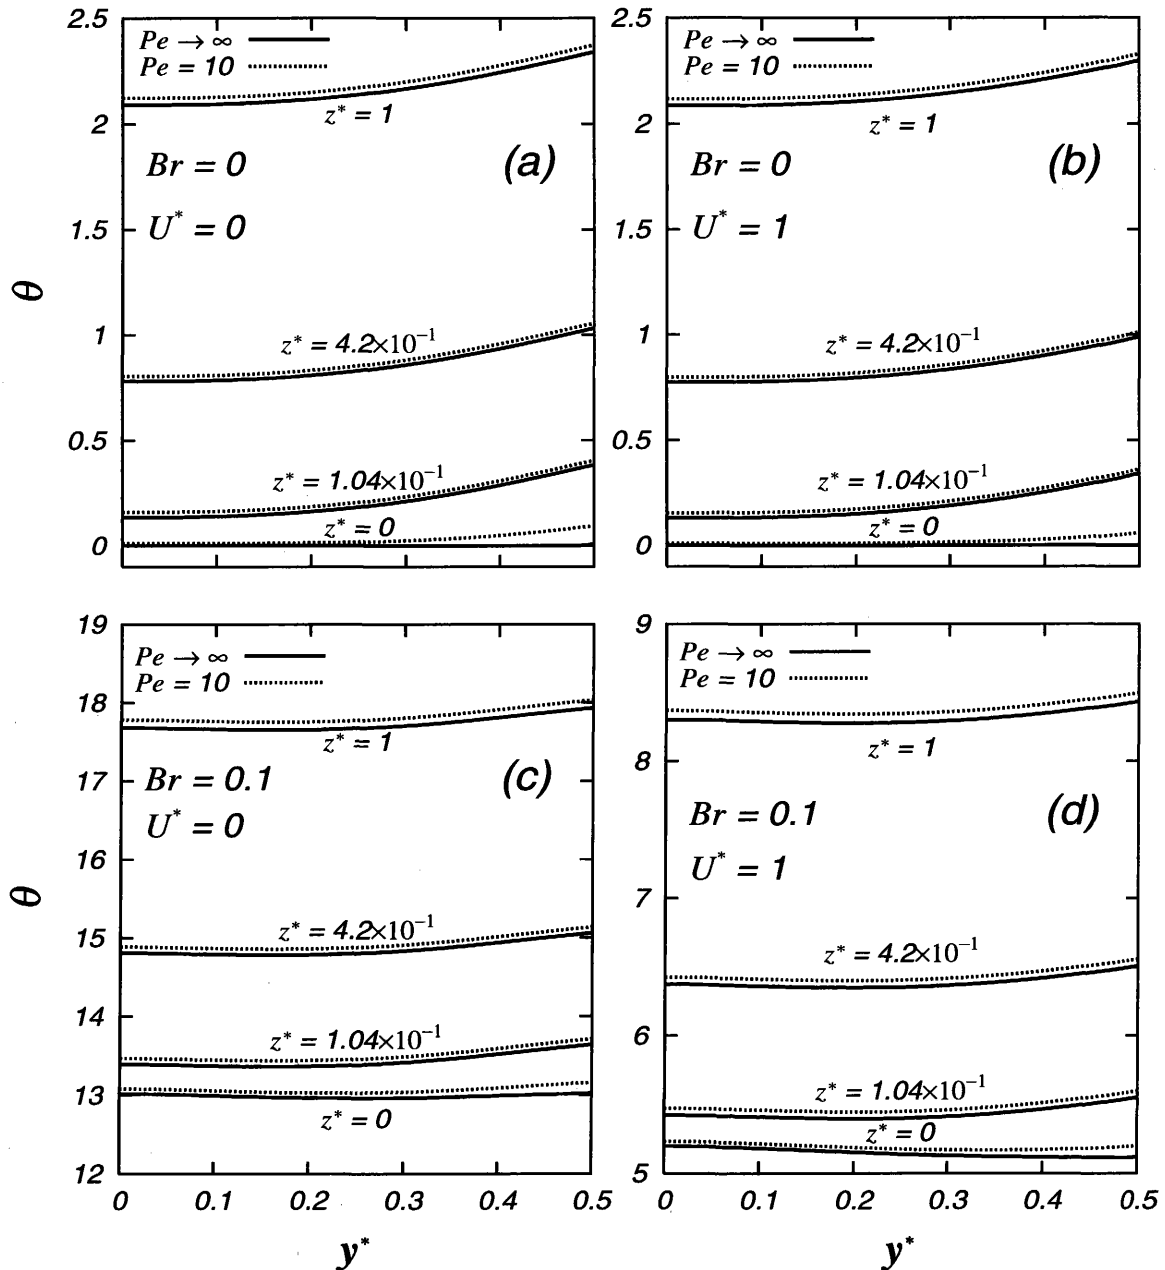 2.5
Pe → ∞
Pe = 10
2
z* = 1
Br = 0
(a)
1.5
U* = 0
θ
z* = 4.2×10⁻¹
1
0.5
z* = 1.04×10⁻¹
z* = 0
0
2.5
Pe → ∞
Pe = 10
2
z* = 1
Br = 0
(b)
1.5
U* = 1
z* = 4.2×10⁻¹
1
0.5
z* = 1.04×10⁻¹
z* = 0
0
19
Pe → ∞
Pe = 10
18
z* = 1
17
Br = 0.1
(c)
U* = 0
16
θ
15
z* = 4.2×10⁻¹
14
z* = 1.04×10⁻¹
13
z* = 0
12
0 0.1 0.2 0.3 0.4 0.5
y*
9
Pe → ∞
Pe = 10
z* = 1
8
Br = 0.1
(d)
U* = 1
7
z* = 4.2×10⁻¹
6
z* = 1.04×10⁻¹
z* = 0
5
0 0.1 0.2 0.3 0.4 0.5
y*